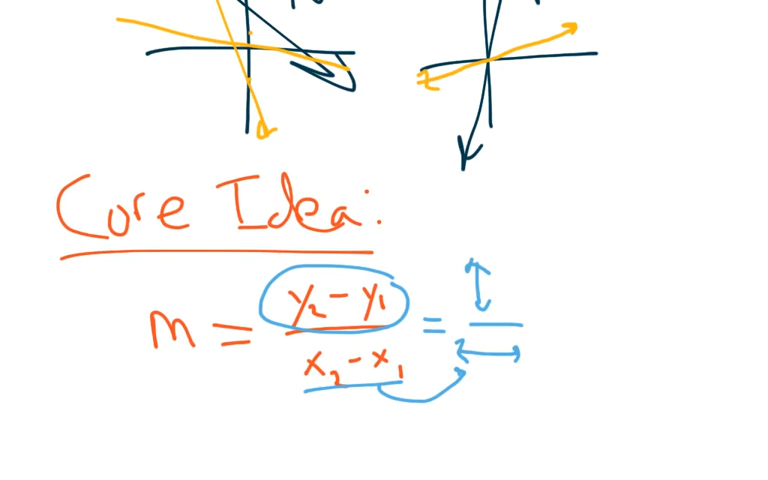 Core Idea:
m = y₂ - y₁ / x₂ - x₁ = ↕ / ↔